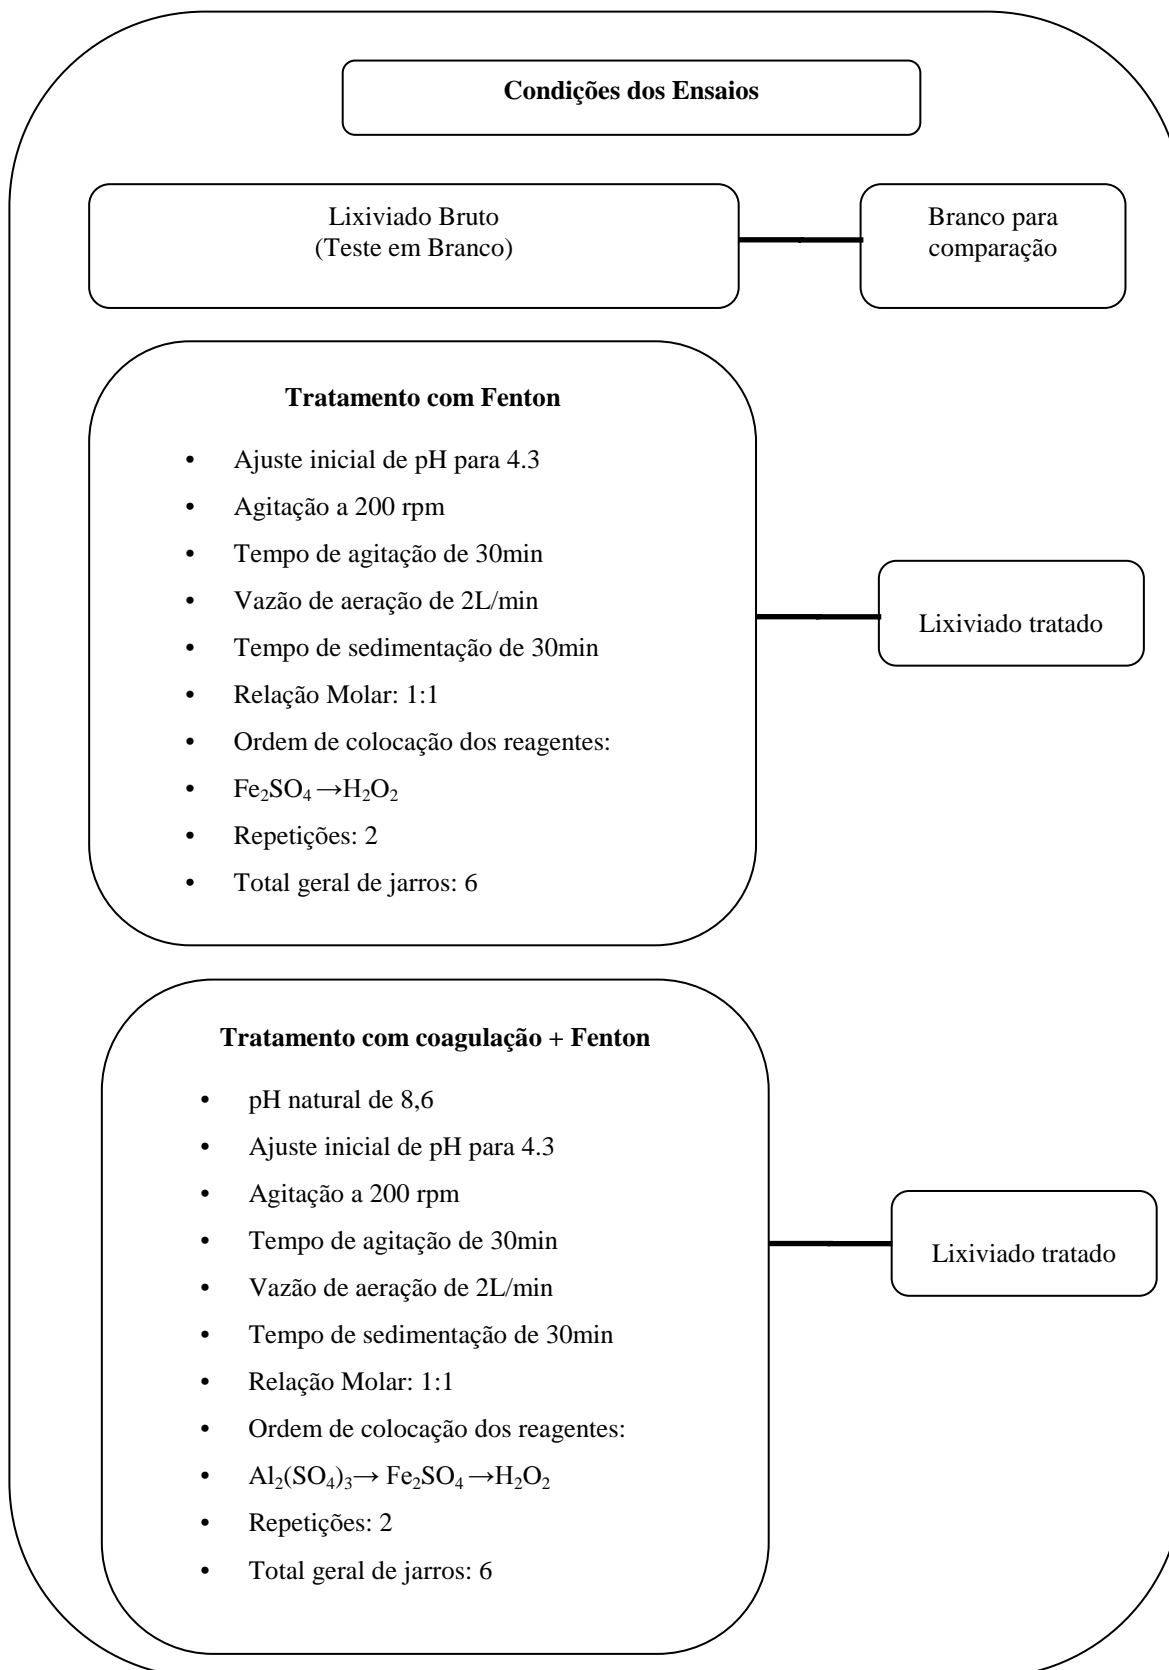 Condições dos Ensaios
Lixiviado Bruto
(Teste em Branco)
Branco para
comparação
Tratamento com Fenton
• Ajuste inicial de pH para 4.3
• Agitação a 200 rpm
• Tempo de agitação de 30min
• Vazão de aeração de 2L/min
• Tempo de sedimentação de 30min
• Relação Molar: 1:1
• Ordem de colocação dos reagentes:
• Fe₂SO₄→H₂O₂
• Repetições: 2
• Total geral de jarros: 6
Lixiviado tratado
Tratamento com coagulação + Fenton
• pH natural de 8,6
• Ajuste inicial de pH para 4.3
• Agitação a 200 rpm
• Tempo de agitação de 30min
• Vazão de aeração de 2L/min
• Tempo de sedimentação de 30min
• Relação Molar: 1:1
• Ordem de colocação dos reagentes:
• Al₂(SO₄)₃→ Fe₂SO₄→H₂O₂
• Repetições: 2
• Total geral de jarros: 6
Lixiviado tratado